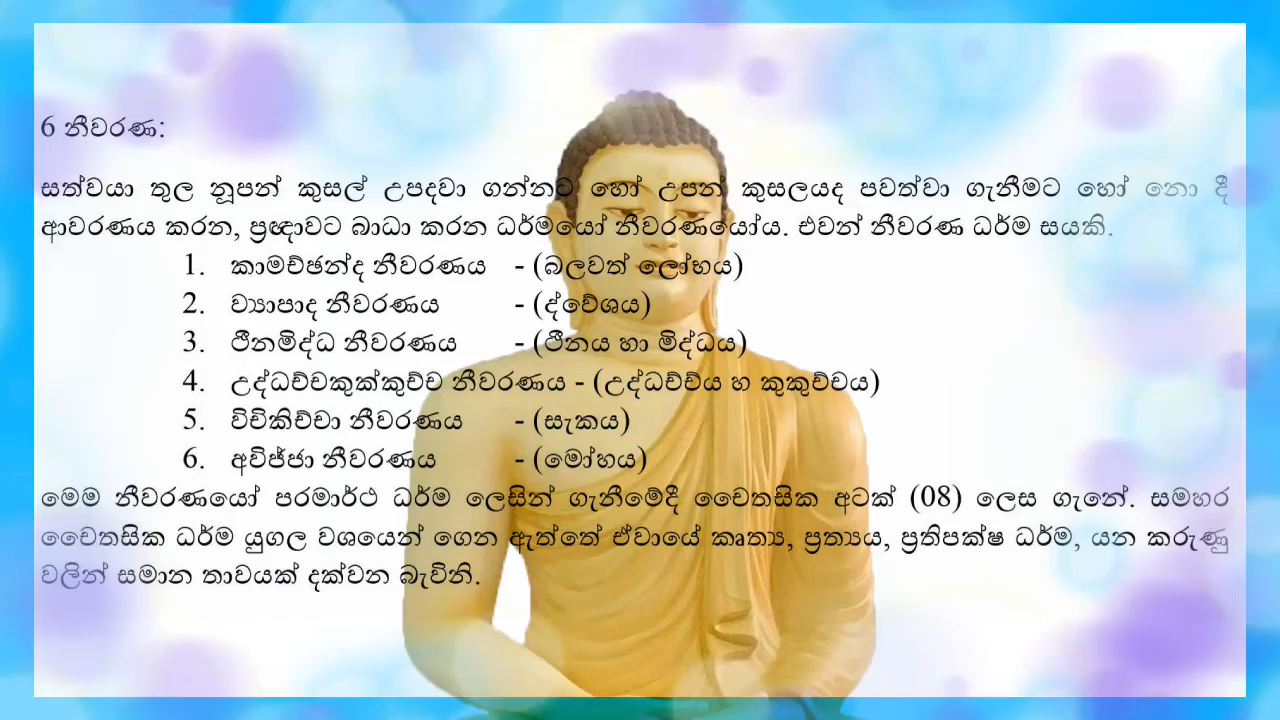 6 නීවරණ:
සත්වයා තුල නූපන් කුසල් උපදවා ගන්නට හෝ උපන් කුසලයද පවත්වා ගැනීමට හෝ නො දී
ආවරණය කරන, ප්‍රඥාවට බාධා කරන ධර්මයෝ නීවරණයෝය. එවන් නීවරණ ධර්ම සයකි.
1. කාමච්ඡන්ද නීවරණය - (බලවත් ලෝභය)
2. ව්‍යාපාද නීවරණය - (ද්වේශය)
3. ථීනමිද්ධ නීවරණය - (ථීනය හා මිද්ධය)
4. උද්ධච්චකුක්කුච්ච නීවරණය - (උද්ධච්ච්ය හ කුකුච්චය)
5. විචිකිච්චා නීවරණය - (සැකය)
6. අවිජ්ජා නීවරණය - (මෝහය)
මෙම නීවරණයෝ පරමාර්ථ ධර්ම ලෙසින් ගැනීමේදී චෛතසික අටක් (08) ලෙස ගැනේ. සමහර
චෛතසික ධර්ම යුගල වශයෙන් ගෙන ඇත්තේ ඒවායේ කෘත්‍ය, ප්‍රත්‍යය, ප්‍රතිපක්ෂ ධර්ම, යන කරුණු
වලින් සමාන තාවයක් දක්වන බැවිනි.